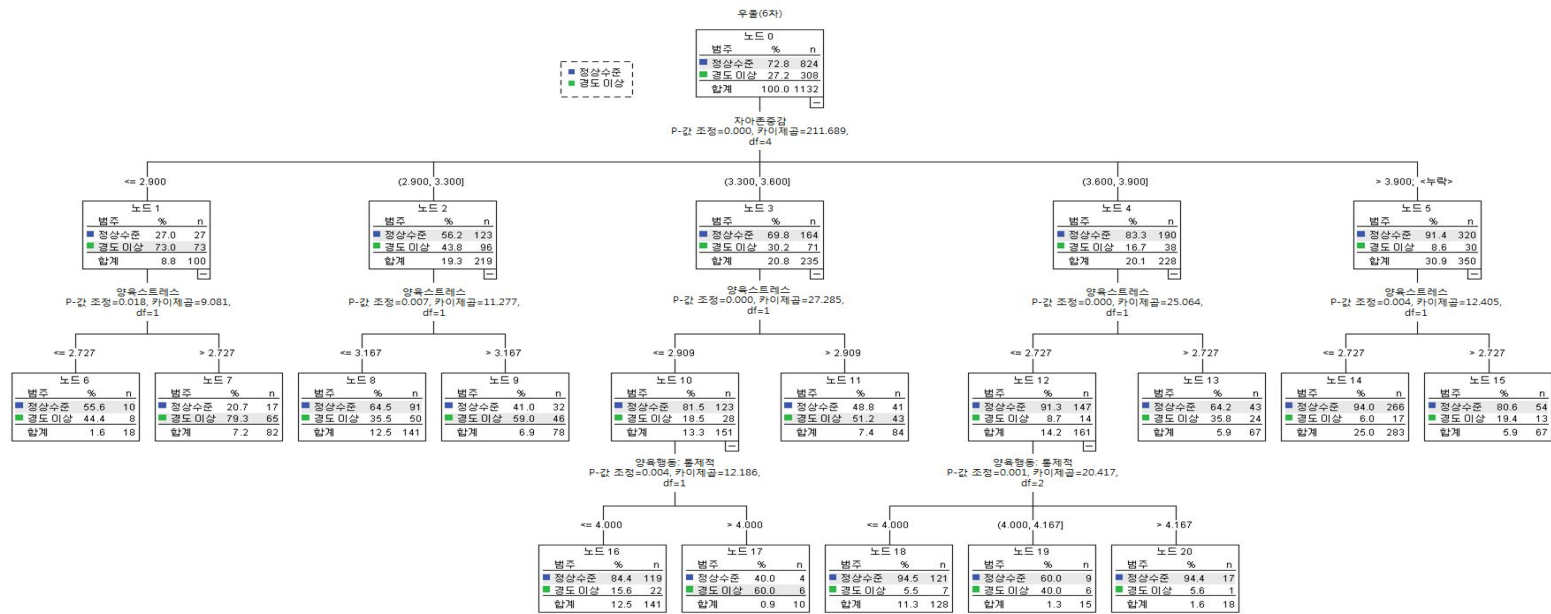 우울(6차)
노드 0
범주 % n
정상수준 72.8 824
경도 이상 27.2 308
합계 100.0 1132
정상수준
경도 이상
자아존중감
P-값 조정=0.000, 카이제곱=211.689,
df=4
<= 2.900
(2.900, 3.300]
(3.300, 3.600]
(3.600, 3.900]
> 3.900; <누락>
노드 1
범주 % n
정상수준 27.0 27
경도 이상 73.0 73
합계 8.8 100
노드 2
범주 % n
정상수준 56.2 123
경도 이상 43.8 96
합계 19.3 219
노드 3
범주 % n
정상수준 69.8 164
경도 이상 30.2 71
합계 20.8 235
노드 4
범주 % n
정상수준 83.3 190
경도 이상 16.7 38
합계 20.1 228
노드 5
범주 % n
정상수준 91.4 320
경도 이상 8.6 30
합계 30.9 350
양육스트레스
P-값 조정=0.018, 카이제곱=9.081,
df=1
양육스트레스
P-값 조정=0.007, 카이제곱=11.277,
df=1
양육스트레스
P-값 조정=0.000, 카이제곱=27.285,
df=1
양육스트레스
P-값 조정=0.000, 카이제곱=25.064,
df=1
양육스트레스
P-값 조정=0.004, 카이제곱=12.405,
df=1
<= 2.727
> 2.727
<= 3.167
> 3.167
<= 2.909
> 2.909
<= 2.727
> 2.727
<= 2.727
> 2.727
노드 6
범주 % n
정상수준 55.6 10
경도 이상 44.4 8
합계 1.6 18
노드 7
범주 % n
정상수준 20.7 17
경도 이상 79.3 65
합계 7.2 82
노드 8
범주 % n
정상수준 64.5 91
경도 이상 35.5 50
합계 12.5 141
노드 9
범주 % n
정상수준 41.0 32
경도 이상 59.0 46
합계 6.9 78
노드 10
범주 % n
정상수준 81.5 123
경도 이상 18.5 28
합계 13.3 151
노드 11
범주 % n
정상수준 48.8 41
경도 이상 51.2 43
합계 7.4 84
노드 12
범주 % n
정상수준 91.3 147
경도 이상 8.7 14
합계 14.2 161
노드 13
범주 % n
정상수준 64.2 43
경도 이상 35.8 24
합계 5.9 67
노드 14
범주 % n
정상수준 94.0 266
경도 이상 6.0 17
합계 25.0 283
노드 15
범주 % n
정상수준 80.6 54
경도 이상 19.4 13
합계 5.9 67
양육행동: 통제적
P-값 조정=0.004, 카이제곱=12.186,
df=1
양육행동: 통제적
P-값 조정=0.001, 카이제곱=20.417,
df=2
<= 4.000
> 4.000
<= 4.000
(4.000, 4.167]
> 4.167
노드 16
범주 % n
정상수준 84.4 119
경도 이상 15.6 22
합계 12.5 141
노드 17
범주 % n
정상수준 40.0 4
경도 이상 60.0 6
합계 0.9 10
노드 18
범주 % n
정상수준 94.5 121
경도 이상 5.5 7
합계 11.3 128
노드 19
범주 % n
정상수준 60.0 9
경도 이상 40.0 6
합계 1.3 15
노드 20
범주 % n
정상수준 94.4 17
경도 이상 5.6 1
합계 1.6 18